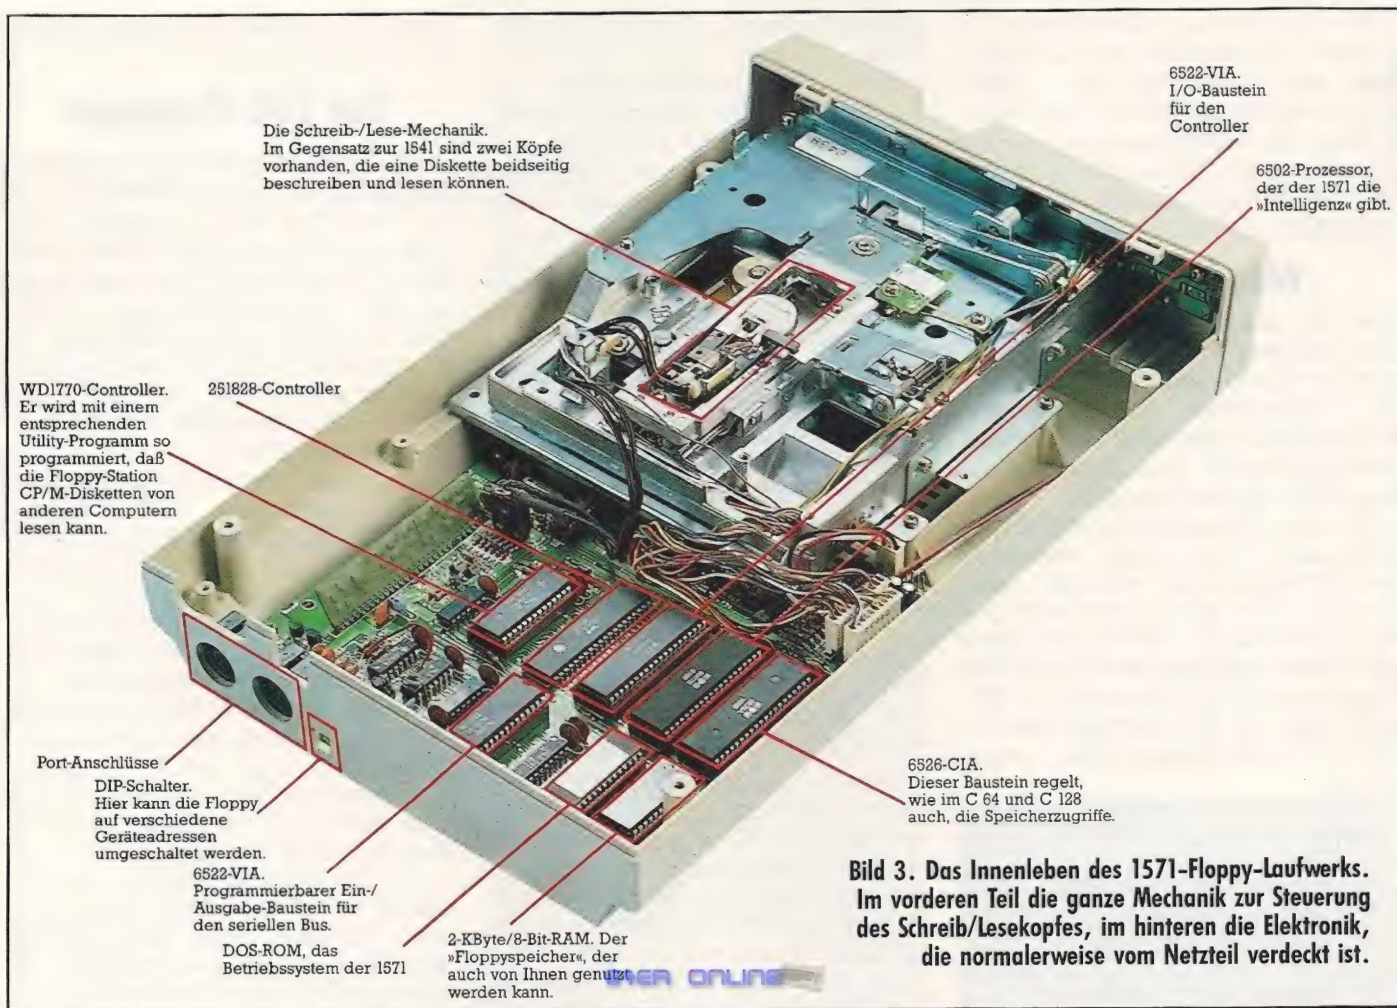 Die Schreib-/Lese-Mechanik.
Im Gegensatz zur 1541 sind zwei Köpfe
vorhanden, die eine Diskette beidseitig
beschreiben und lesen können.
6522-VIA.
I/O-Baustein
für den
Controller
6502-Prozessor,
der der 1571 die
»Intelligenz« gibt.
WD1770-Controller.
Er wird mit einem
entsprechenden
Utility-Programm so
programmiert, daß
die Floppy-Station
CP/M-Disketten von
anderen Computern
lesen kann.
251828-Controller
Port-Anschlüsse
DIP-Schalter.
Hier kann die Floppy
auf verschiedene
Geräteadressen
umgeschaltet werden.
6522-VIA.
Programmierbarer Ein-/
Ausgabe-Baustein für
den seriellen Bus.
DOS-ROM, das
Betriebssystem der 1571
2-KByte/8-Bit-RAM. Der
»Floppyspeicher«, der
auch von Ihnen genutzt
werden kann.
6526-CIA.
Dieser Baustein regelt,
wie im C 64 und C 128
auch, die Speicherzugriffe.
Bild 3. Das Innenleben des 1571-Floppy-Laufwerks.
Im vorderen Teil die ganze Mechanik zur Steuerung
des Schreib/Lesekopfes, im hinteren die Elektronik,
die normalerweise vom Netzteil verdeckt ist.
ONLINE